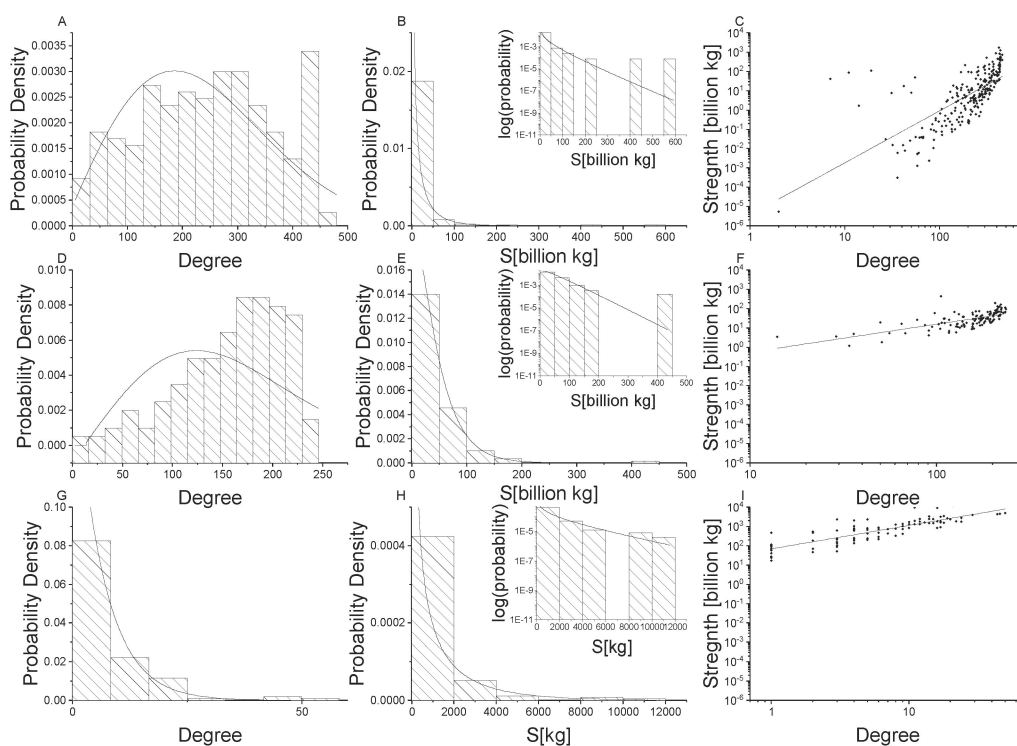 A
Probability Density
0.0035
0.0030
0.0025
0.0020
0.0015
0.0010
0.0005
0.0000
0 100 200 300 400 500
Degree
B
Probability Density
0.02
0.01
0.00
0 100 200 300 400 500 600
S[billion kg]
log(probability)
1E-3
1E-5
1E-7
1E-9
1E-11
0 100 200 300 400 500 600
S[billion kg]
C
Stregnth [billion kg]
10^4
10^3
10^2
10^1
10^0
10^-1
10^-2
10^-3
10^-4
10^-5
10^-6
1 10 100
Degree
D
Probability Density
0.010
0.008
0.006
0.004
0.002
0.000
0 50 100 150 200 250
Degree
E
Probability Density
0.016
0.014
0.012
0.010
0.008
0.006
0.004
0.002
0.000
0 100 200 300 400 500
S[billion kg]
log(probability)
1E-3
1E-5
1E-7
1E-9
1E-11
0 50 100 150 200 250 300 350 400 450 500
S[billion kg]
F
Stregnth [billion kg]
10^4
10^3
10^2
10^1
10^0
10^-1
10^-2
10^-3
10^-4
10^-5
10^-6
10 100
Degree
G
Probability Density
0.10
0.08
0.06
0.04
0.02
0.00
0 50
Degree
H
Probability Density
0.0004
0.0002
0.0000
0 2000 4000 6000 8000 10000 12000
S[kg]
log(probability)
1E-5
1E-7
1E-9
1E-11
0 2000 4000 6000 8000 10000 12000
S[kg]
I
Stregnth [billion kg]
10^4
10^3
10^2
10^1
10^0
10^-1
10^-2
10^-3
10^-4
10^-5
10^-6
1 10
Degree